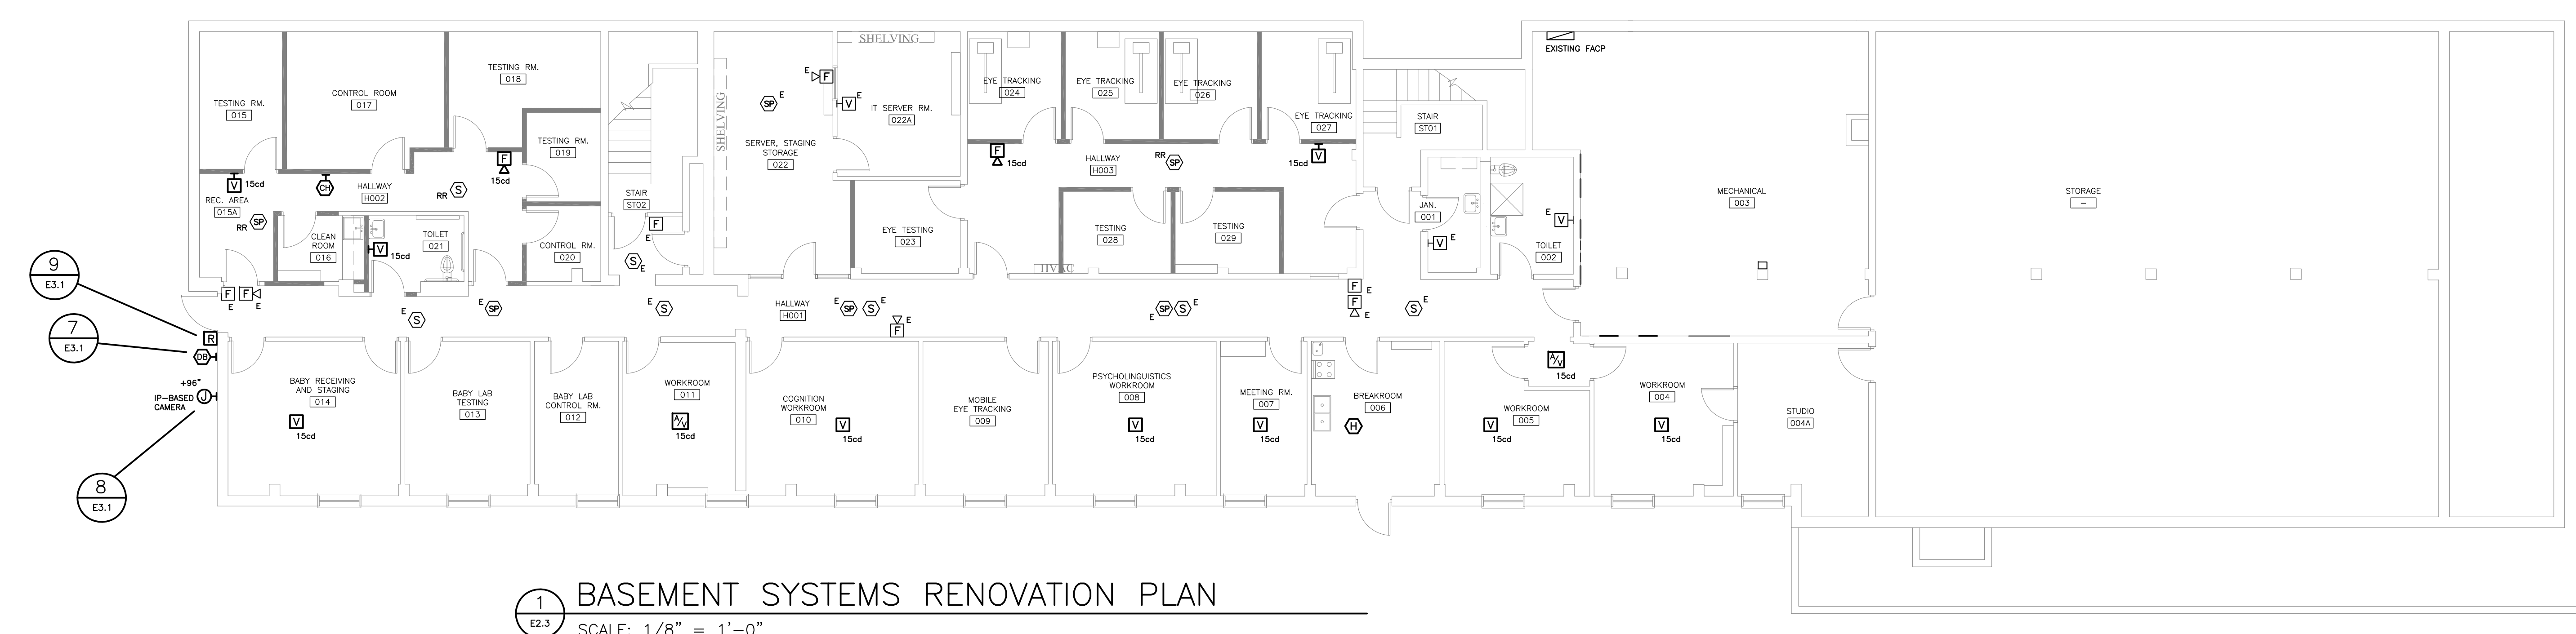 SHELVING
EXISTING FACP
TESTING RM.
018
CONTROL ROOM
017
TESTING RM.
015
E
F
SP
E
V
E
IT SERVER RM.
022A
EYE TRACKING
024
EYE TRACKING
025
EYE TRACKING
026
EYE TRACKING
027
STAIR
ST01
SHELVING
TESTING RM.
019
SERVER, STAGING
STORAGE
022
F
15cd
F
15cd
HALLWAY
H003
RR
SP
V
15cd
V
15cd
CH
HALLWAY
H002
RR
S
STAIR
ST02
MECHANICAL
003
STORAGE
-
REC. AREA
015A
RR
SP
JAN.
001
E
V
F
E
CLEAN
ROOM
016
TOILET
021
V
15cd
CONTROL RM.
020
EYE TESTING
023
TESTING
028
TESTING
029
V
E
TOILET
002
S
E
HVAC
9
E3.1
F
F
E
E
F
E
F
E
E
S
E
SP
E
S
HALLWAY
H001
E
SP
S
E
F
E
E
SP
S
E
S
E
7
E3.1
R
DB
+96"
IP-BASED
CAMERA
J
8
E3.1
BABY RECEIVING
AND STAGING
014
V
15cd
BABY LAB
TESTING
013
BABY LAB
CONTROL RM.
012
WORKROOM
011
A/V
15cd
COGNITION
WORKROOM
010
V
15cd
MOBILE
EYE TRACKING
009
PSYCHOLINGUISTICS
WORKROOM
008
V
15cd
MEETING RM.
007
V
15cd
BREAKROOM
006
H
A/V
15cd
WORKROOM
005
V
15cd
WORKROOM
004
V
15cd
STUDIO
004A
1
E2.3
BASEMENT SYSTEMS RENOVATION PLAN
SCALE: 1/8" = 1'-0"